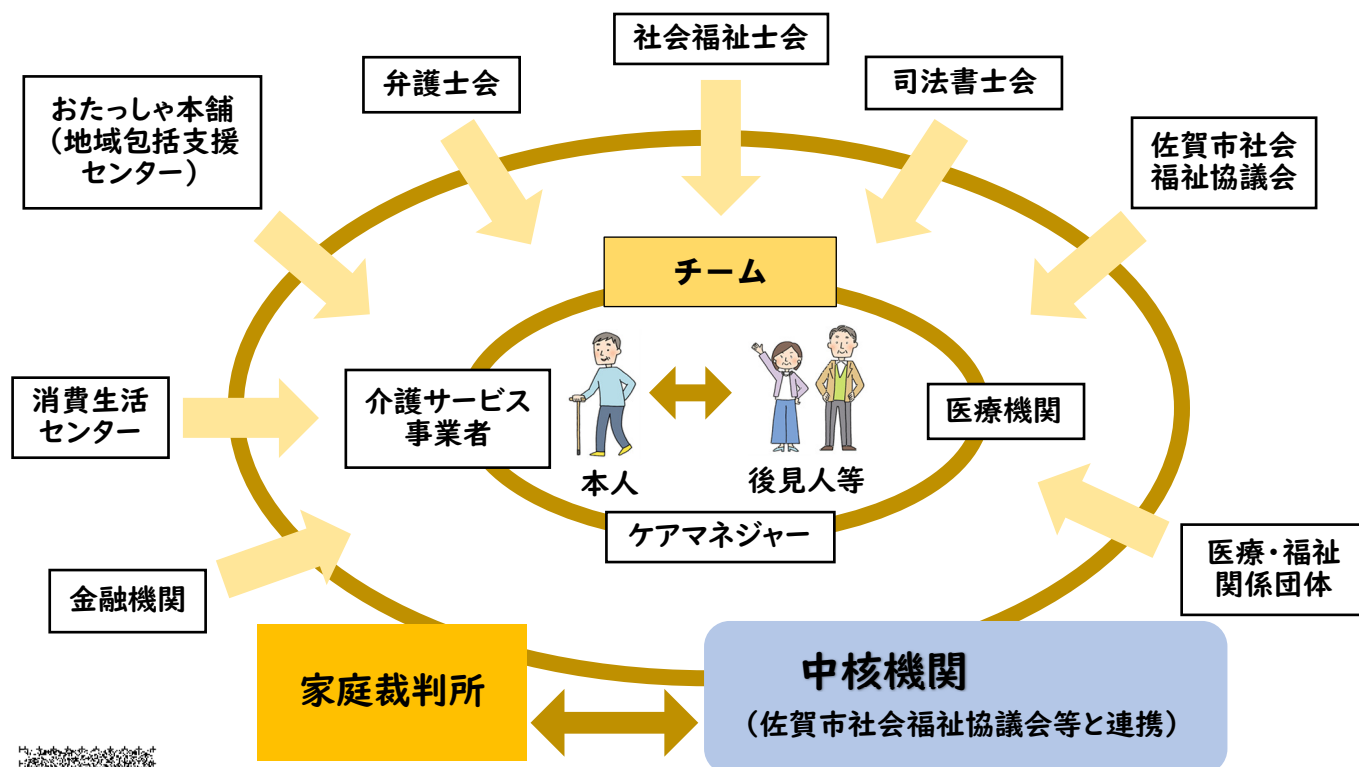 社会福祉士会
弁護士会
司法書士会
おたっしゃ本舗
（地域包括支援
センター）
佐賀市社会
福祉協議会
チーム
消費生活
センター
介護サービス
事業者
医療機関
本人
後見人等
ケアマネジャー
医療・福祉
関係団体
金融機関
家庭裁判所
中核機関
（佐賀市社会福祉協議会等と連携）